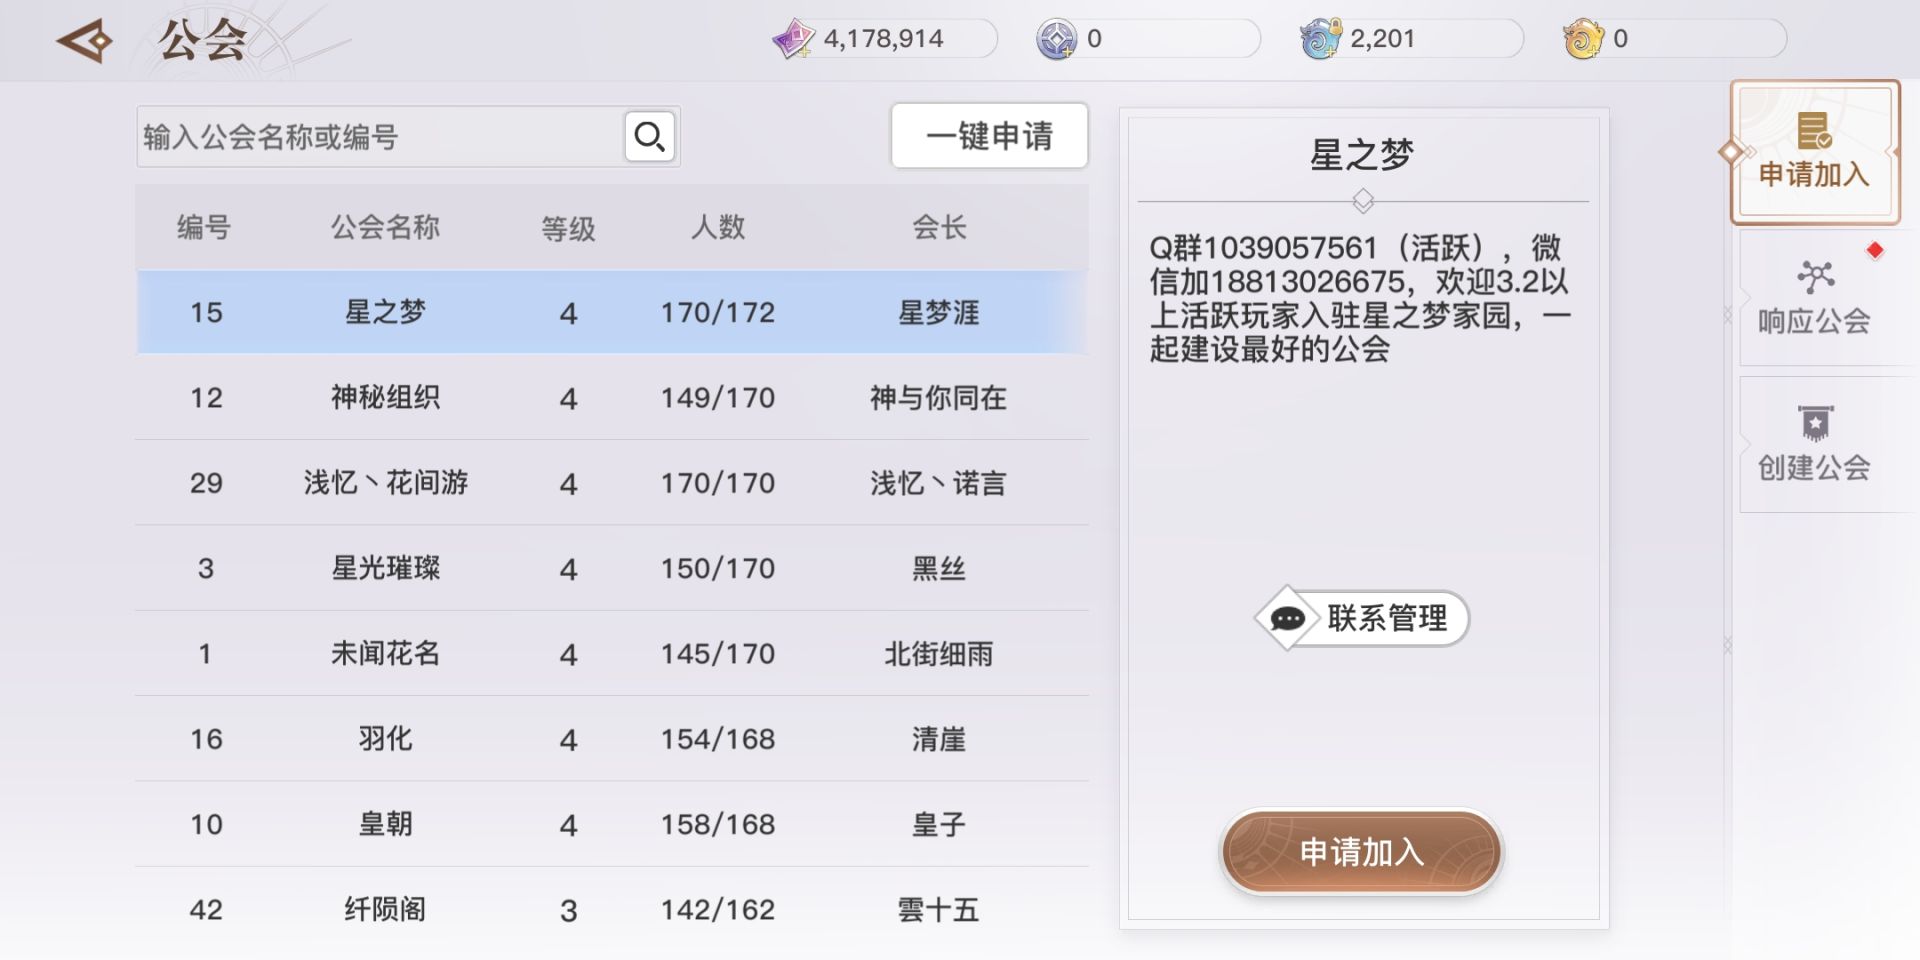 公会
4,178,914
0
2,201
0
输入公会名称或编号
一键申请
编号 公会名称 等级 人数 会长
15 星之梦 4 170/172 星梦涯
12 神秘组织 4 149/170 神与你同在
29 浅忆丶花间游 4 170/170 浅忆丶诺言
3 星光璀璨 4 150/170 黑丝
1 未闻花名 4 145/170 北街细雨
16 羽化 4 154/168 清崖
10 皇朝 4 158/168 皇子
42 纤陨阁 3 142/162 雲十五
星之梦
Q群1039057561（活跃），微
信加18813026675，欢迎3.2以
上活跃玩家入驻星之梦家园，一
起建设最好的公会
联系管理
申请加入
申请加入
响应公会
创建公会